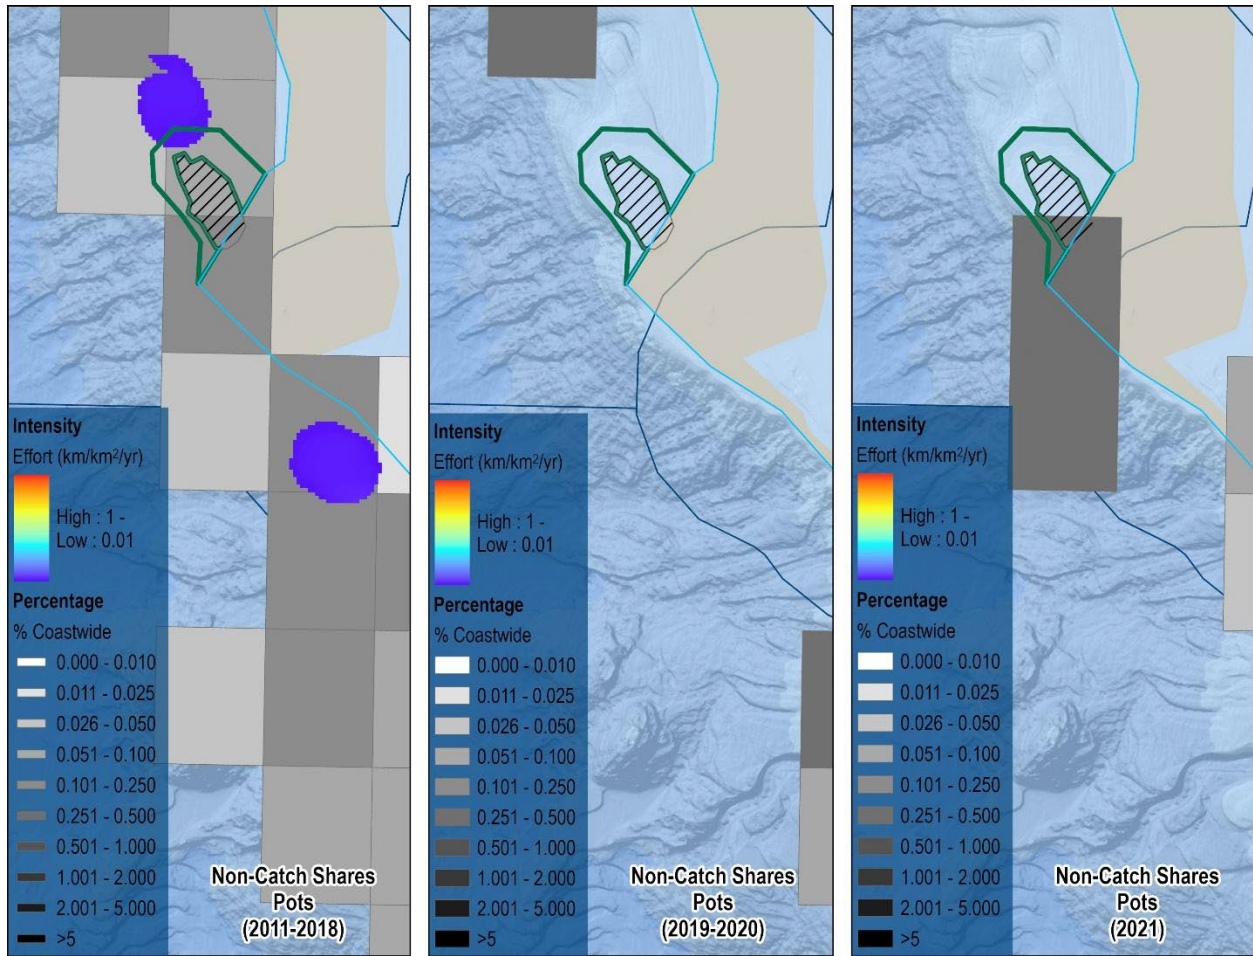 Intensity
Effort (km/km²/yr)
High : 1 -
Low : 0.01
Percentage
% Coastwide
0.000 - 0.010
0.011 - 0.025
0.026 - 0.050
0.051 - 0.100
0.101 - 0.250
0.251 - 0.500
0.501 - 1.000
1.001 - 2.000
2.001 - 5.000
>5
Non-Catch Shares
Pots
(2011-2018)
Intensity
Effort (km/km²/yr)
High : 1 -
Low : 0.01
Percentage
% Coastwide
0.000 - 0.010
0.011 - 0.025
0.026 - 0.050
0.051 - 0.100
0.101 - 0.250
0.251 - 0.500
0.501 - 1.000
1.001 - 2.000
2.001 - 5.000
>5
Non-Catch Shares
Pots
(2019-2020)
Intensity
Effort (km/km²/yr)
High : 1 -
Low : 0.01
Percentage
% Coastwide
0.000 - 0.010
0.011 - 0.025
0.026 - 0.050
0.051 - 0.100
0.101 - 0.250
0.251 - 0.500
0.501 - 1.000
1.001 - 2.000
2.001 - 5.000
>5
Non-Catch Shares
Pots
(2021)